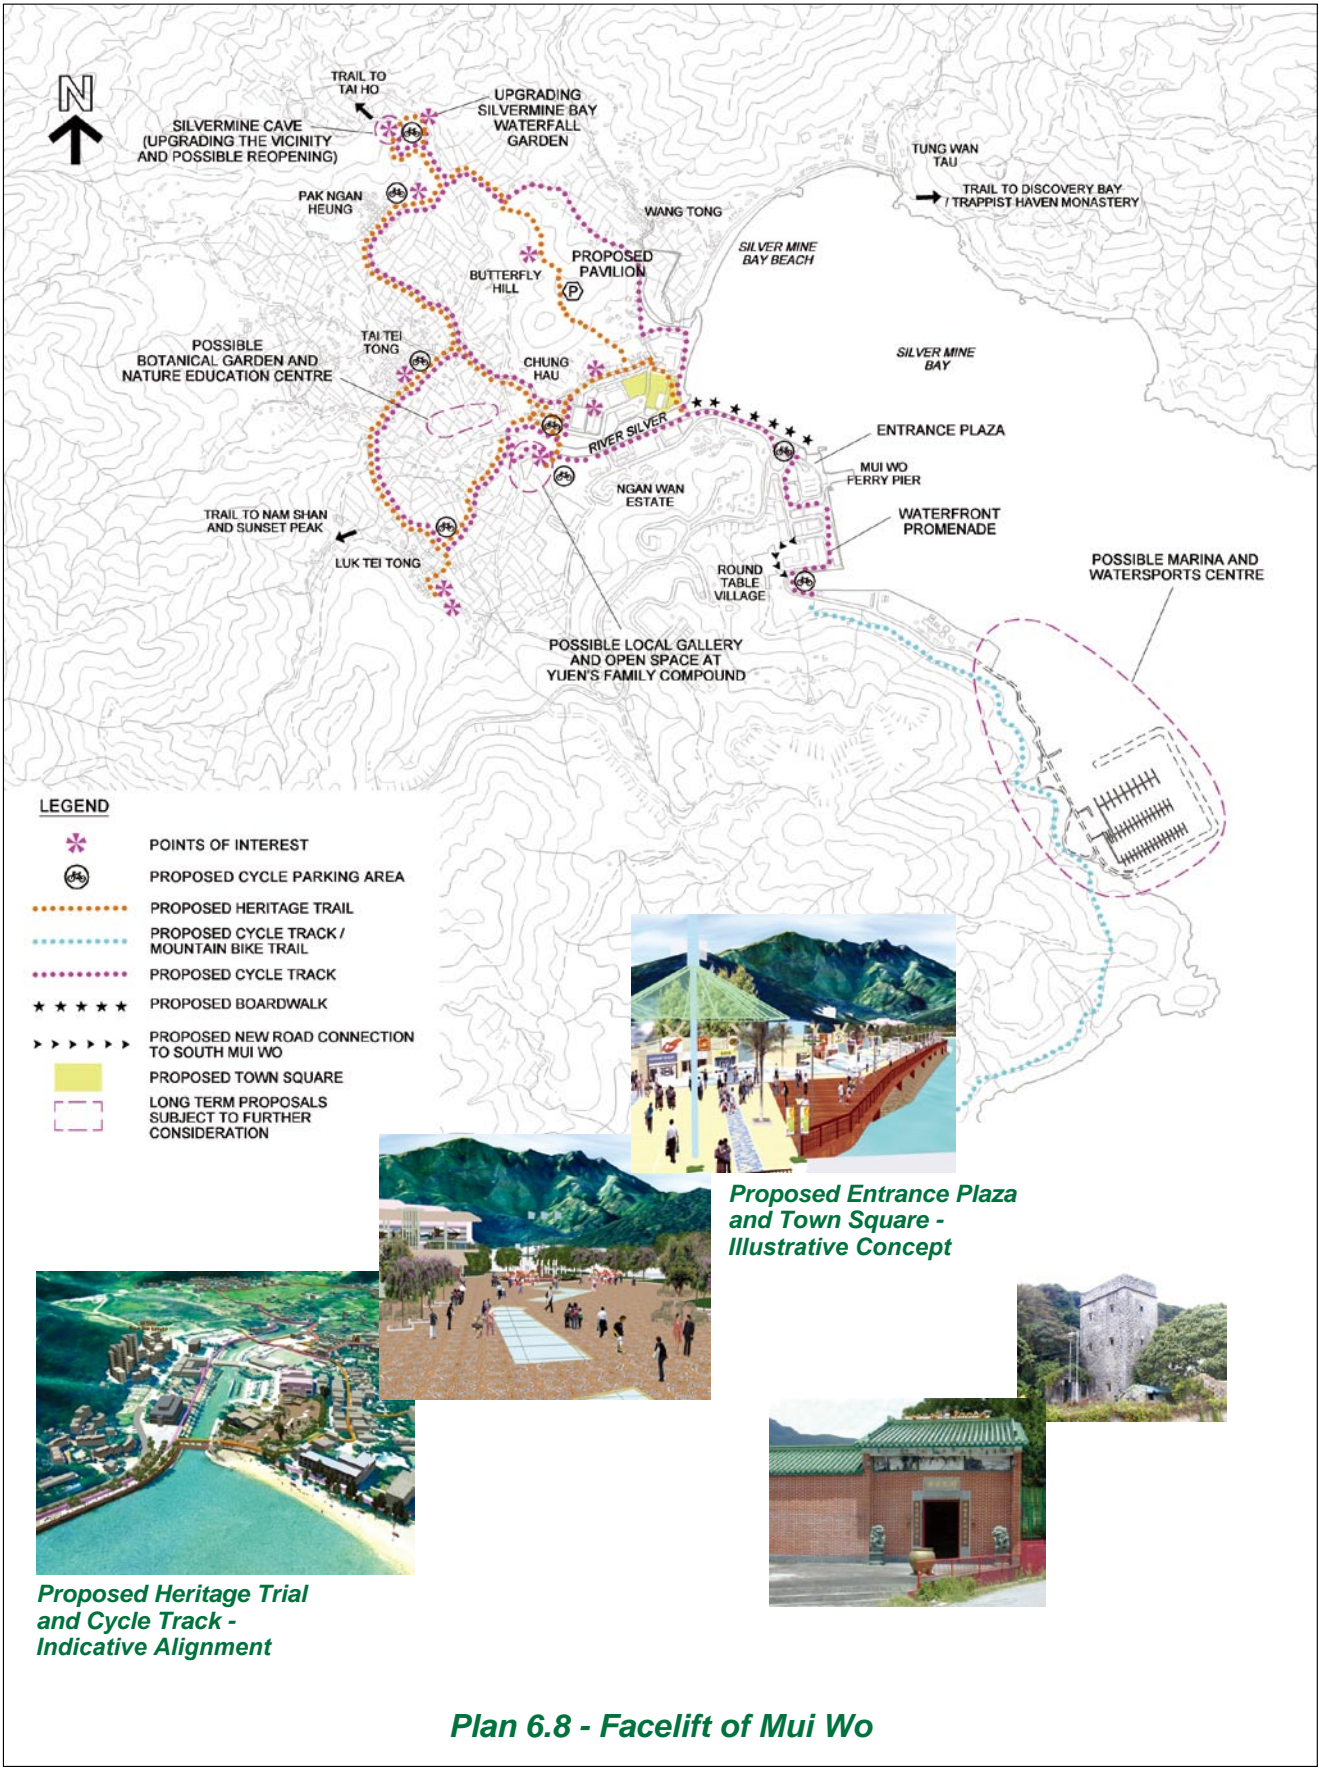 N
TRAIL TO
TAI HO
UPGRADING
SILVERMINE BAY
WATERFALL
GARDEN
SILVERMINE CAVE
(UPGRADING THE VICINITY
AND POSSIBLE REOPENING)
TUNG WAN
TAU
TRAIL TO DISCOVERY BAY
/ TRAPPIST HAVEN MONASTERY
PAK NGAN
HEUNG
WANG TONG
SILVER MINE
BAY BEACH
PROPOSED
PAVILION
P
BUTTERFLY
HILL
POSSIBLE
BOTANICAL GARDEN AND
NATURE EDUCATION CENTRE
TAI TEI
TONG
CHUNG
HAU
SILVER MINE
BAY
RIVER SILVER
ENTRANCE PLAZA
MUI WO
FERRY PIER
NGAN WAN
ESTATE
TRAIL TO NAM SHAN
AND SUNSET PEAK
WATERFRONT
PROMENADE
LUK TEI TONG
ROUND
TABLE
VILLAGE
POSSIBLE MARINA AND
WATERSPORTS CENTRE
POSSIBLE LOCAL GALLERY
AND OPEN SPACE AT
YUEN'S FAMILY COMPOUND
LEGEND
POINTS OF INTEREST
PROPOSED CYCLE PARKING AREA
PROPOSED HERITAGE TRAIL
PROPOSED CYCLE TRACK /
MOUNTAIN BIKE TRAIL
PROPOSED CYCLE TRACK
PROPOSED BOARDWALK
PROPOSED NEW ROAD CONNECTION
TO SOUTH MUI WO
PROPOSED TOWN SQUARE
LONG TERM PROPOSALS
SUBJECT TO FURTHER
CONSIDERATION
Proposed Entrance Plaza
and Town Square -
Illustrative Concept
Proposed Heritage Trial
and Cycle Track -
Indicative Alignment
Plan 6.8 - Facelift of Mui Wo